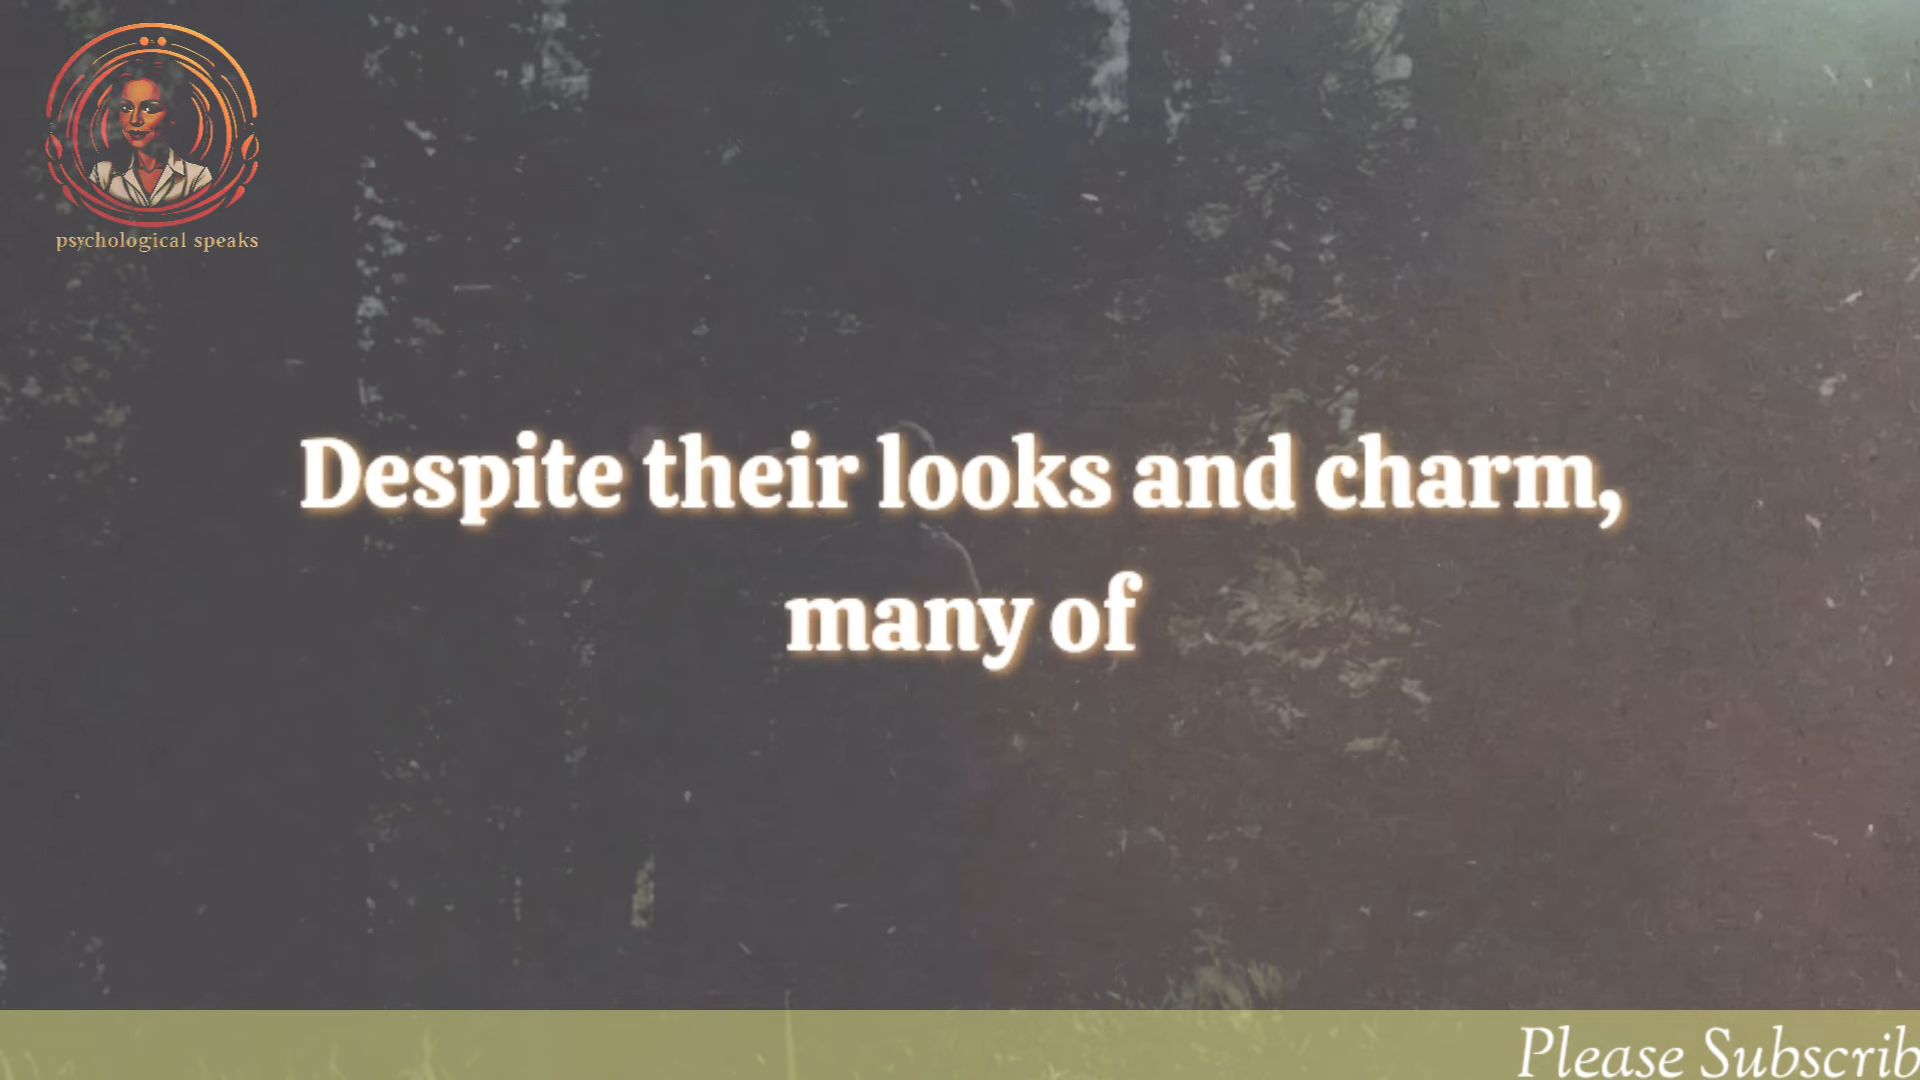 psychological speaks
Despite their looks and charm,
many of
Please Subscrib